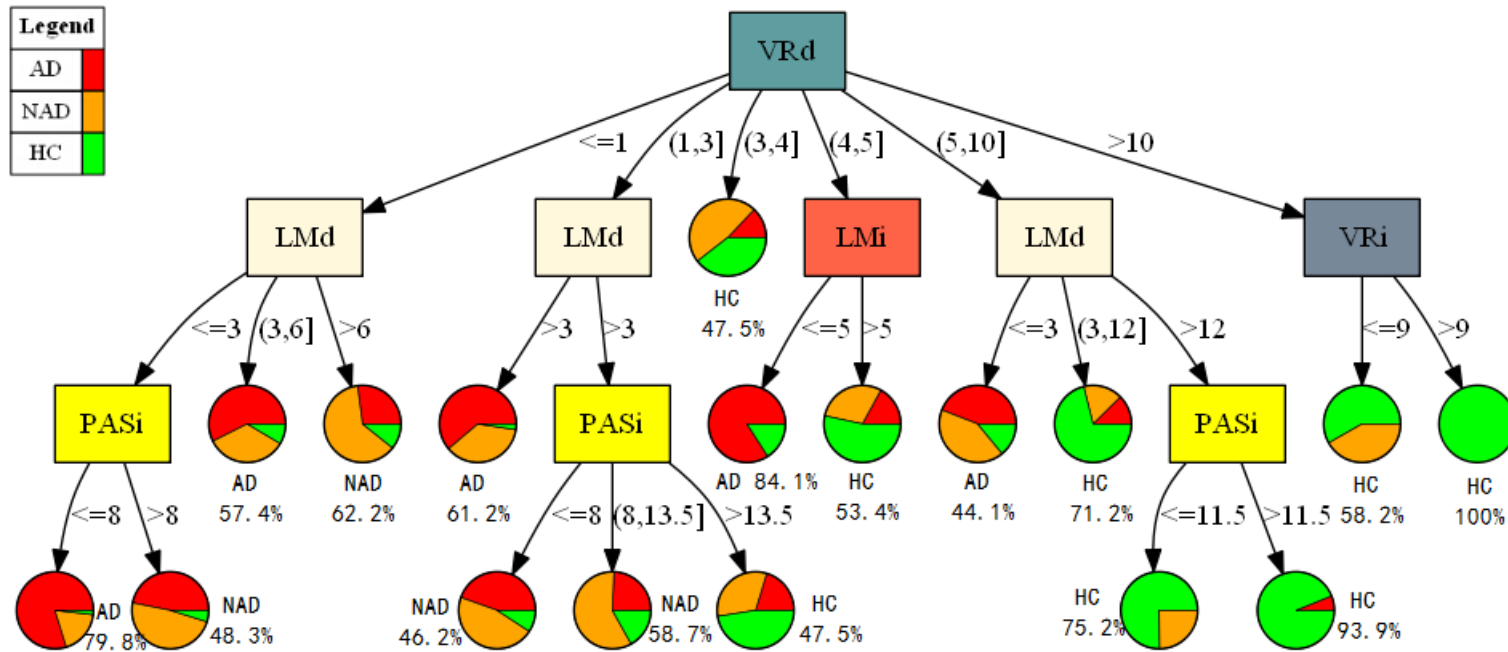 Legend
AD
NAD
HC
VRd
<=1
(1,3]
(3,4]
(4,5]
(5,10]
>10
LMd
LMd
HC
47.5%
LMi
LMd
VRi
<=3
(3,6]
>6
>3
>3
<=5
>5
<=3
(3,12]
>12
<=9
>9
PASi
AD
57.4%
NAD
62.2%
AD
61.2%
PASi
AD 84.1%
HC
53.4%
AD
44.1%
HC
71.2%
PASi
HC
58.2%
HC
100%
<=8
>8
<=8
(8,13.5]
>13.5
<=11.5
>11.5
AD
79.8%
NAD
48.3%
NAD
46.2%
NAD
58.7%
HC
47.5%
HC
75.2%
HC
93.9%